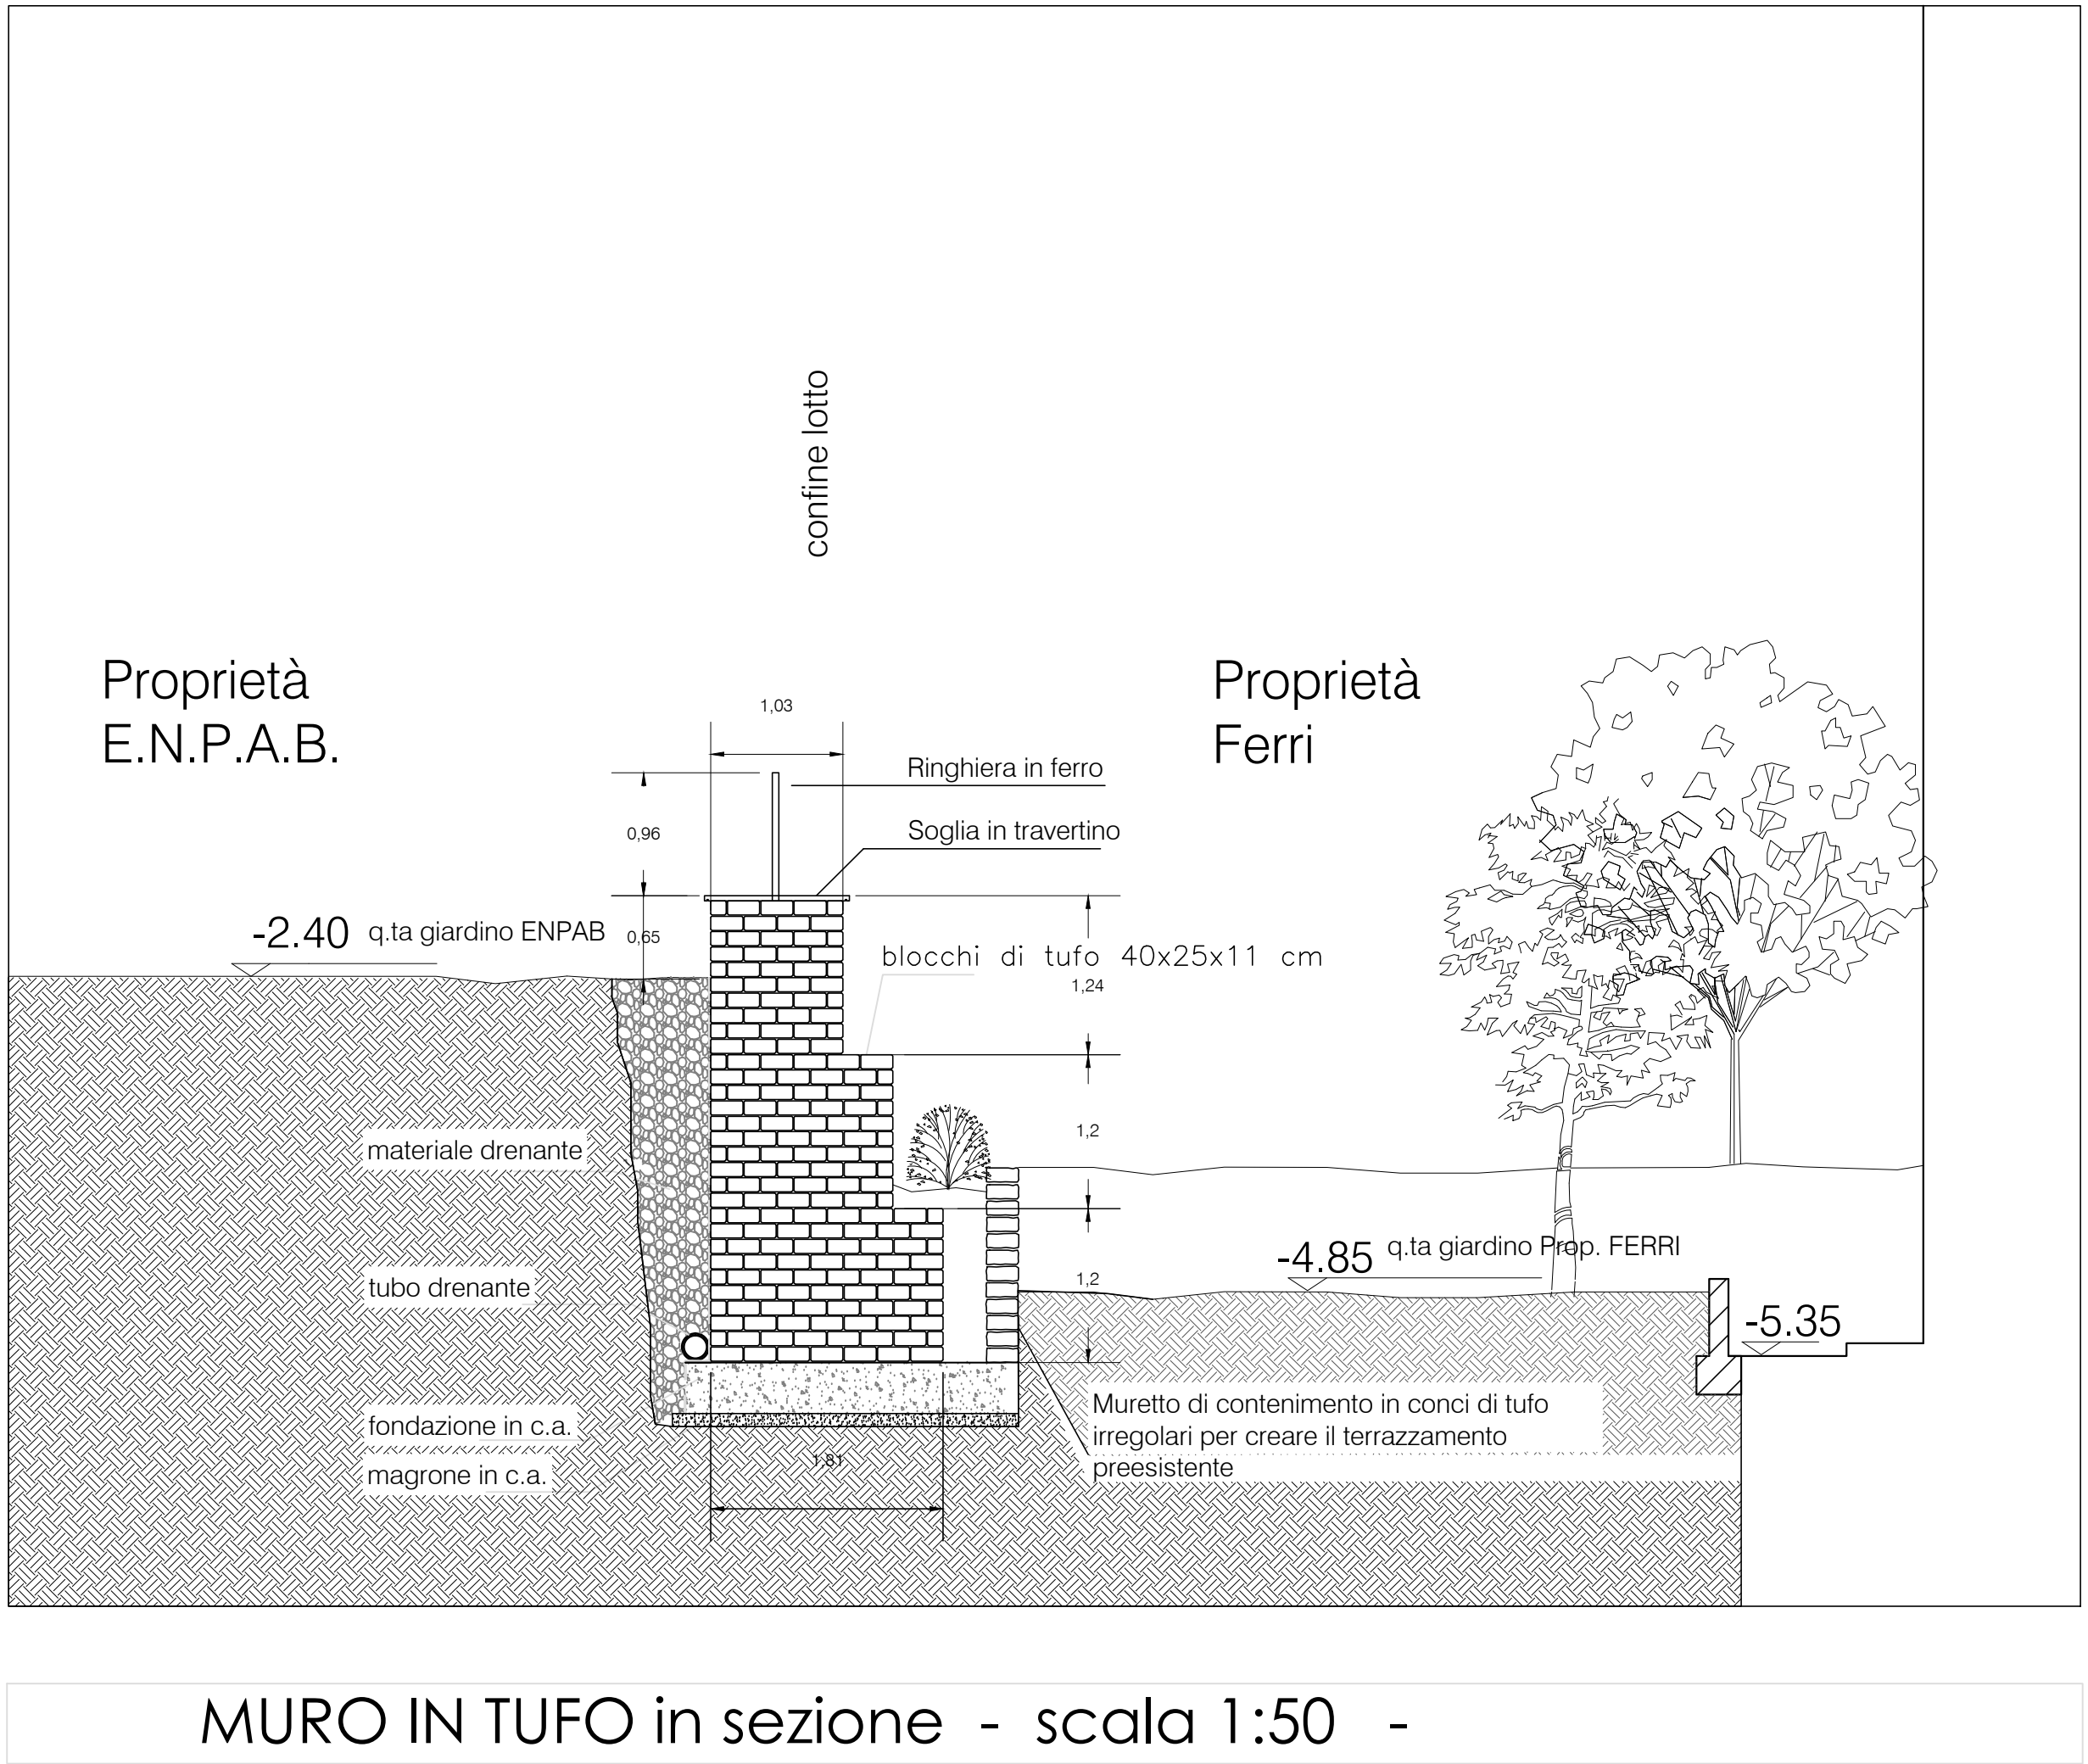 confine lotto
Proprietà
E.N.P.A.B.
Proprietà
Ferri
1,03
Ringhiera in ferro
0,96
Soglia in travertino
-2.40 q.ta giardino ENPAB
0,65
blocchi di tufo 40x25x11 cm
1,24
1,2
materiale drenante
-4.85 q.ta giardino Prop. FERRI
1,2
tubo drenante
-5.35
Muretto di contenimento in conci di tufo
irregolari per creare il terrazzamento
preesistente
fondazione in c.a.
1,81
magrone in c.a.
MURO IN TUFO in sezione - scala 1:50 -